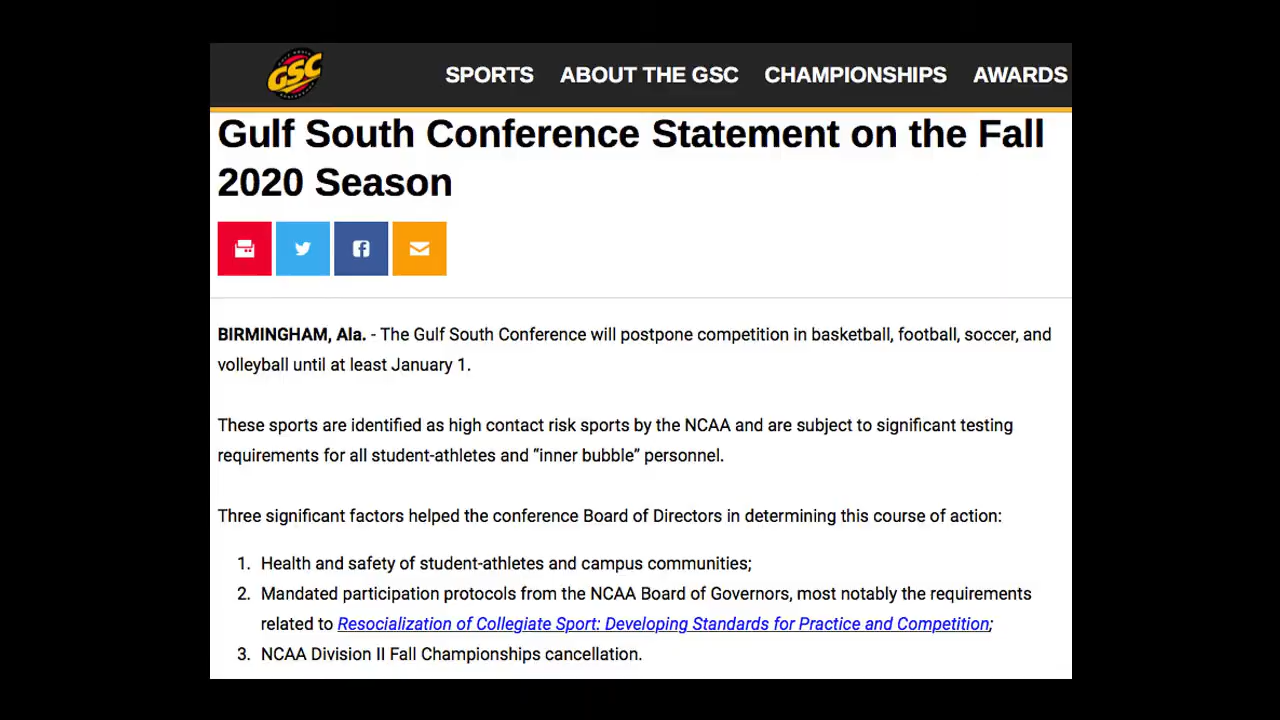 GSC
SPORTS ABOUT THE GSC CHAMPIONSHIPS AWARDS
Gulf South Conference Statement on the Fall
2020 Season
BIRMINGHAM, Ala. - The Gulf South Conference will postpone competition in basketball, football, soccer, and
volleyball until at least January 1.
These sports are identified as high contact risk sports by the NCAA and are subject to significant testing
requirements for all student-athletes and “inner bubble” personnel.
Three significant factors helped the conference Board of Directors in determining this course of action:
1. Health and safety of student-athletes and campus communities;
2. Mandated participation protocols from the NCAA Board of Governors, most notably the requirements
related to Resocialization of Collegiate Sport: Developing Standards for Practice and Competition;
3. NCAA Division II Fall Championships cancellation.